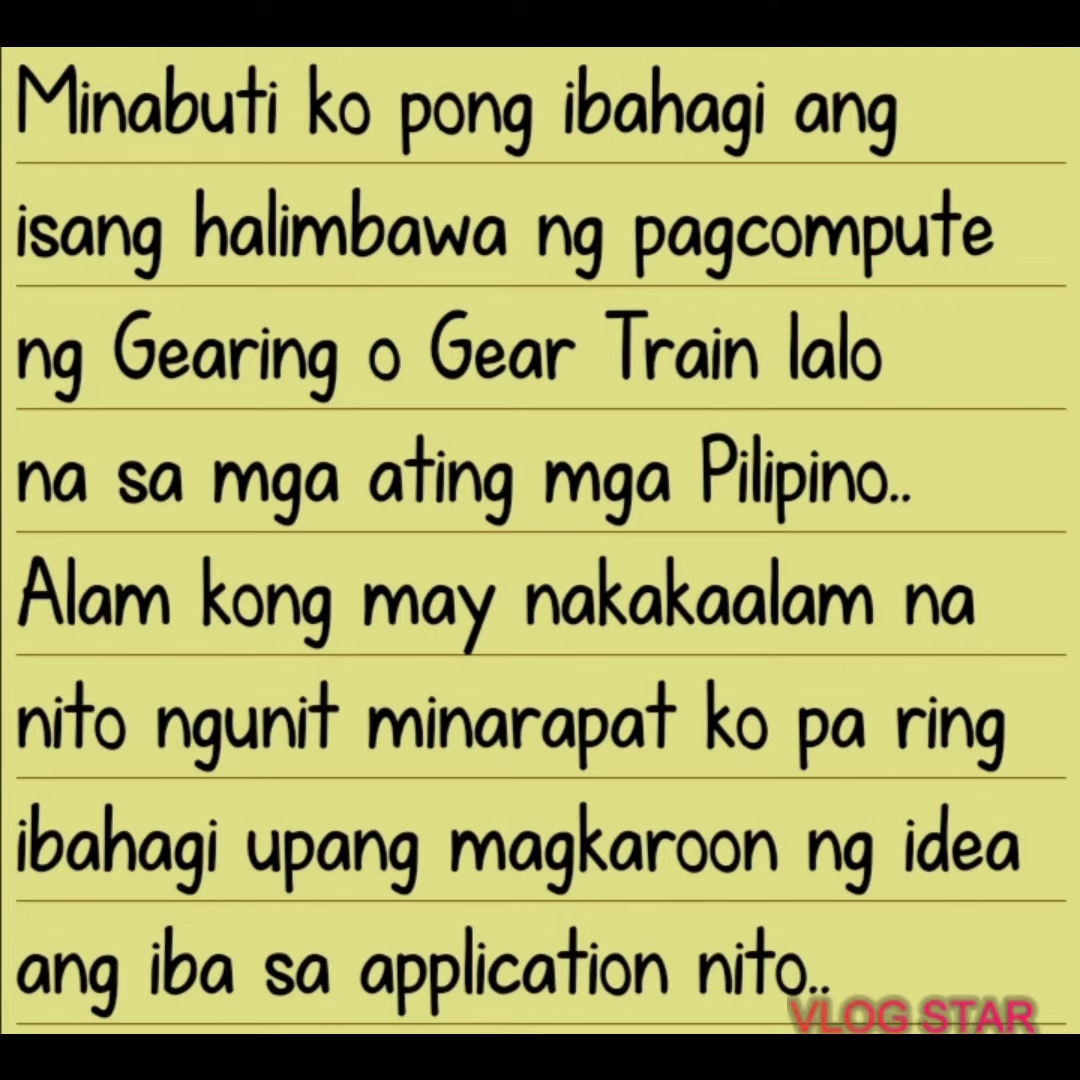 Minabuti ko pong ibahagi ang
isang halimbawa ng pagcompute
ng Gearing o Gear Train lalo
na sa mga ating mga Pilipino..
Alam kong may nakakaalam na
nito ngunit minarapat ko pa ring
ibahagi upang magkaroon ng idea
ang iba sa application nito..
VLOG STAR